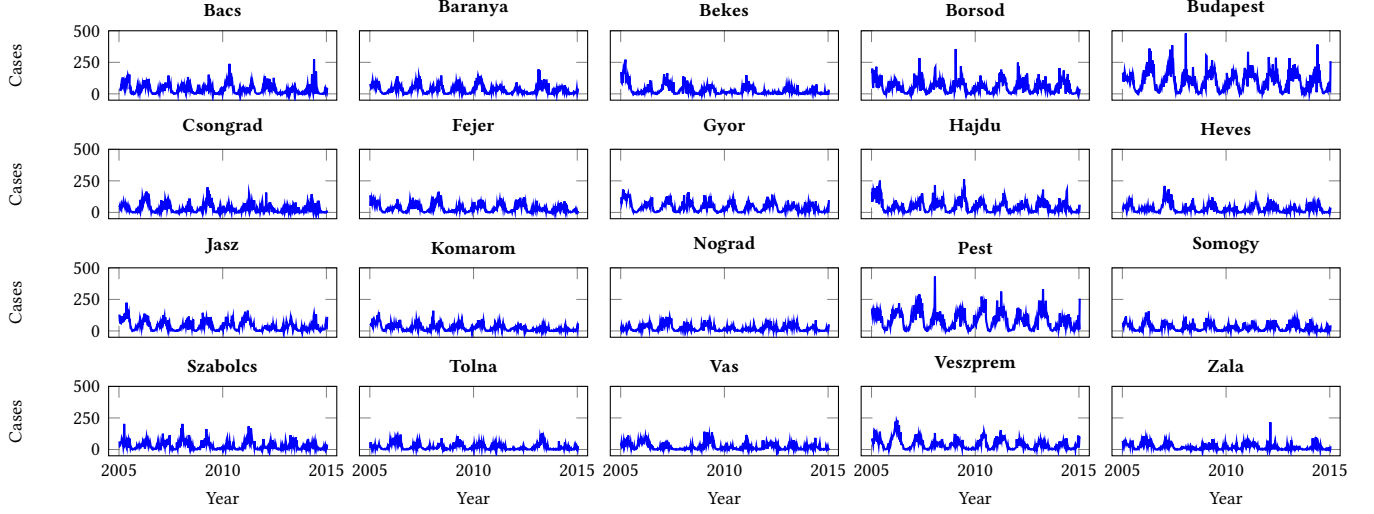 Bacs Baranya Bekes Borsod Budapest
500
250
0
Cases
Csongrad Fejer Gyor Hajdu Heves
500
250
0
Cases
Jasz Komarom Nograd Pest Somogy
500
250
0
Cases
Szabolcs Tolna Vas Veszprem Zala
500
250
0
Cases
2005 2010 2015 2005 2010 2015 2005 2010 2015 2005 2010 2015 2005 2010 2015
Year Year Year Year Year